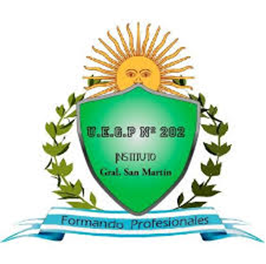 U.E.G.P Nº 202
INSTITUTO
Gral. San Martín
Formando Profesionales